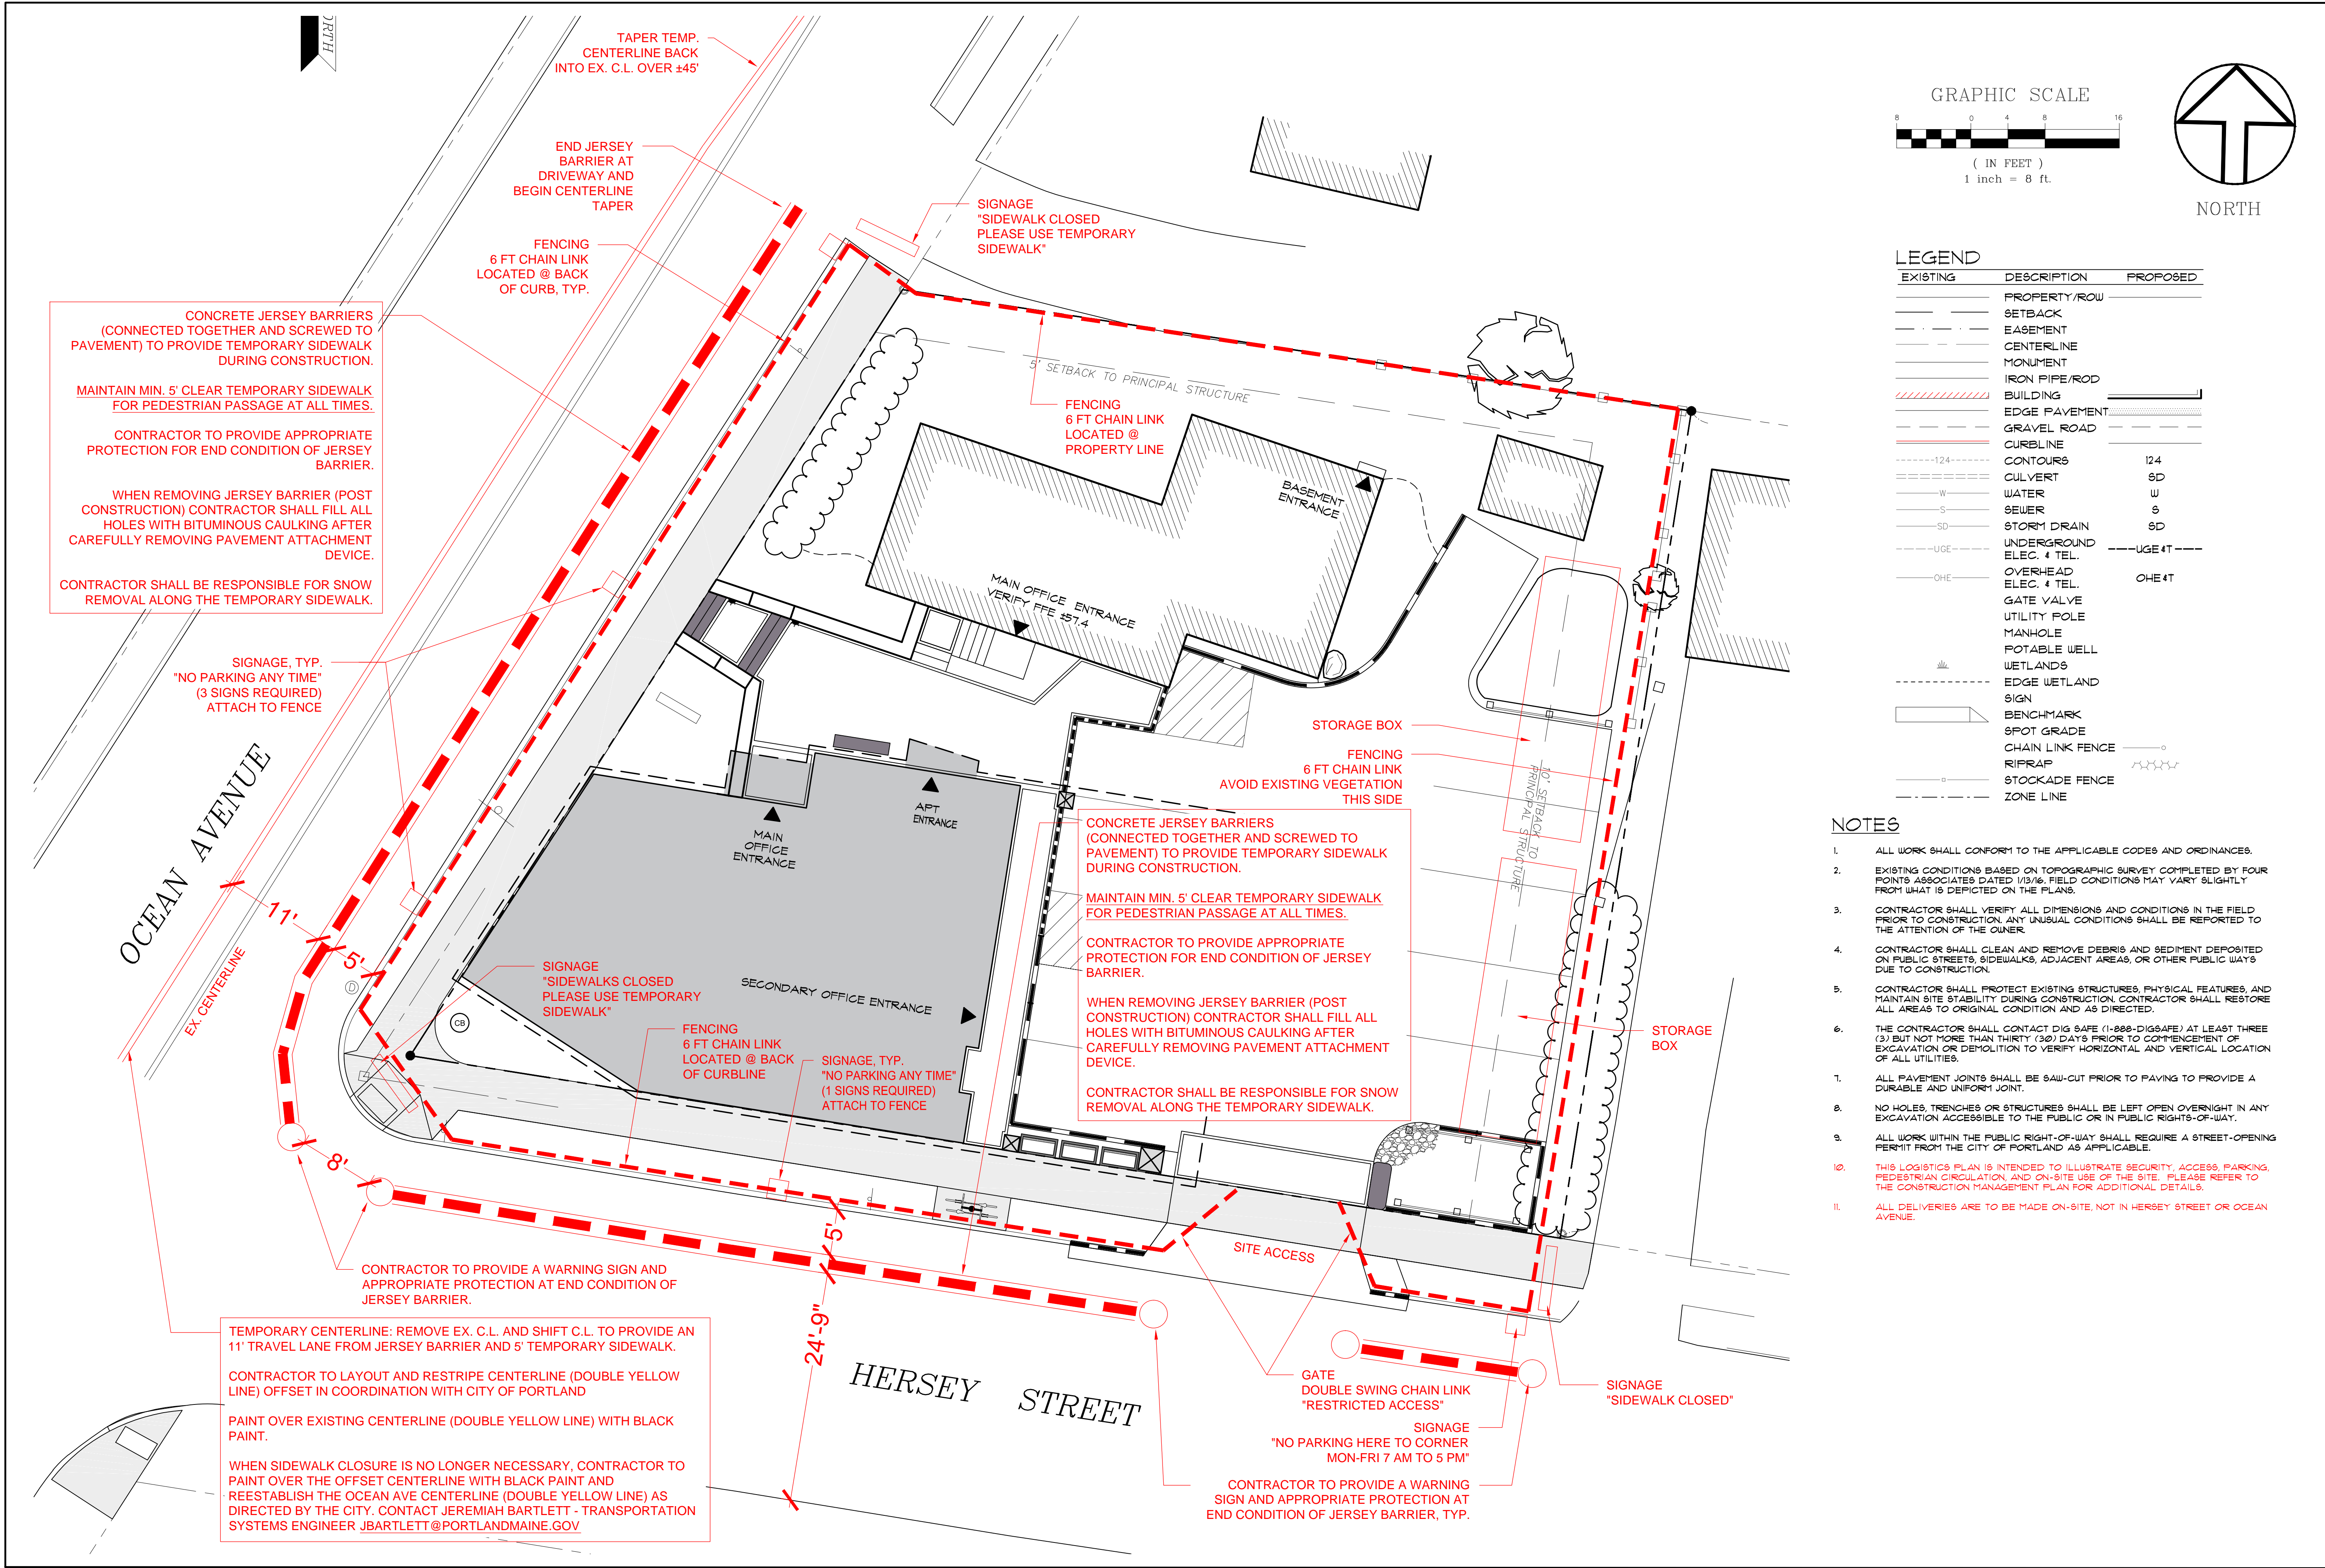 ORTH
TAPER TEMP.
CENTERLINE BACK
INTO EX. C.L. OVER ±45'
END JERSEY
BARRIER AT
DRIVEWAY AND
BEGIN CENTERLINE
TAPER
FENCING
6 FT CHAIN LINK
LOCATED @ BACK
OF CURB, TYP.
SIGNAGE
"SIDEWALK CLOSED
PLEASE USE TEMPORARY
SIDEWALK"
CONCRETE JERSEY BARRIERS
(CONNECTED TOGETHER AND SCREWED TO
PAVEMENT) TO PROVIDE TEMPORARY SIDEWALK
DURING CONSTRUCTION.
MAINTAIN MIN. 5' CLEAR TEMPORARY SIDEWALK
FOR PEDESTRIAN PASSAGE AT ALL TIMES.
CONTRACTOR TO PROVIDE APPROPRIATE
PROTECTION FOR END CONDITION OF JERSEY
BARRIER.
WHEN REMOVING JERSEY BARRIER (POST
CONSTRUCTION) CONTRACTOR SHALL FILL ALL
HOLES WITH BITUMINOUS CAULKING AFTER
CAREFULLY REMOVING PAVEMENT ATTACHMENT
DEVICE.
CONTRACTOR SHALL BE RESPONSIBLE FOR SNOW
REMOVAL ALONG THE TEMPORARY SIDEWALK.
5' SETBACK TO PRINCIPAL STRUCTURE
FENCING
6 FT CHAIN LINK
LOCATED @
PROPERTY LINE
BASEMENT
ENTRANCE
MAIN OFFICE ENTRANCE
VERIFY FFE ±57.4
SIGNAGE, TYP.
"NO PARKING ANY TIME"
(3 SIGNS REQUIRED)
ATTACH TO FENCE
OCEAN AVENUE
11'
5'
EX. CENTERLINE
D
CB
MAIN
OFFICE
ENTRANCE
APT
ENTRANCE
SECONDARY OFFICE ENTRANCE
STORAGE BOX
FENCING
6 FT CHAIN LINK
AVOID EXISTING VEGETATION
THIS SIDE
10' SETBACK TO
PRINCIPAL STRUCTURE
CONCRETE JERSEY BARRIERS
(CONNECTED TOGETHER AND SCREWED TO
PAVEMENT) TO PROVIDE TEMPORARY SIDEWALK
DURING CONSTRUCTION.
MAINTAIN MIN. 5' CLEAR TEMPORARY SIDEWALK
FOR PEDESTRIAN PASSAGE AT ALL TIMES.
CONTRACTOR TO PROVIDE APPROPRIATE
PROTECTION FOR END CONDITION OF JERSEY
BARRIER.
WHEN REMOVING JERSEY BARRIER (POST
CONSTRUCTION) CONTRACTOR SHALL FILL ALL
HOLES WITH BITUMINOUS CAULKING AFTER
CAREFULLY REMOVING PAVEMENT ATTACHMENT
DEVICE.
CONTRACTOR SHALL BE RESPONSIBLE FOR SNOW
REMOVAL ALONG THE TEMPORARY SIDEWALK.
SIGNAGE
"SIDEWALKS CLOSED
PLEASE USE TEMPORARY
SIDEWALK"
FENCING
6 FT CHAIN LINK
LOCATED @ BACK
OF CURBLINE
SIGNAGE, TYP.
"NO PARKING ANY TIME"
(1 SIGNS REQUIRED)
ATTACH TO FENCE
STORAGE
BOX
8'
5'
24'-9"
SITE ACCESS
CONTRACTOR TO PROVIDE A WARNING SIGN AND
APPROPRIATE PROTECTION AT END CONDITION OF
JERSEY BARRIER.
TEMPORARY CENTERLINE: REMOVE EX. C.L. AND SHIFT C.L. TO PROVIDE AN
11' TRAVEL LANE FROM JERSEY BARRIER AND 5' TEMPORARY SIDEWALK.
CONTRACTOR TO LAYOUT AND RESTRIPE CENTERLINE (DOUBLE YELLOW
LINE) OFFSET IN COORDINATION WITH CITY OF PORTLAND
PAINT OVER EXISTING CENTERLINE (DOUBLE YELLOW LINE) WITH BLACK
PAINT.
WHEN SIDEWALK CLOSURE IS NO LONGER NECESSARY, CONTRACTOR TO
PAINT OVER THE OFFSET CENTERLINE WITH BLACK PAINT AND
REESTABLISH THE OCEAN AVE CENTERLINE (DOUBLE YELLOW LINE) AS
DIRECTED BY THE CITY. CONTACT JEREMIAH BARTLETT - TRANSPORTATION
SYSTEMS ENGINEER JBARTLETT@PORTLANDMAINE.GOV
HERSEY STREET
GATE
DOUBLE SWING CHAIN LINK
"RESTRICTED ACCESS"
SIGNAGE
"NO PARKING HERE TO CORNER
MON-FRI 7 AM TO 5 PM"
SIGNAGE
"SIDEWALK CLOSED"
CONTRACTOR TO PROVIDE A WARNING
SIGN AND APPROPRIATE PROTECTION AT
END CONDITION OF JERSEY BARRIER, TYP.
GRAPHIC SCALE
8 0 4 8 16
( IN FEET )
1 inch = 8 ft.
NORTH
LEGEND
EXISTING DESCRIPTION PROPOSED
PROPERTY/ROW
SETBACK
EASEMENT
CENTERLINE
MONUMENT
IRON PIPE/ROD
BUILDING
EDGE PAVEMENT
GRAVEL ROAD
CURBLINE
124 CONTOURS 124
CULVERT SD
W WATER W
S SEWER S
SD STORM DRAIN SD
UGE UNDERGROUND
ELEC. & TEL. UGE&T
OHE OVERHEAD
ELEC. & TEL. OHE&T
GATE VALVE
UTILITY POLE
MANHOLE
POTABLE WELL
WETLANDS
EDGE WETLAND
SIGN
BENCHMARK
SPOT GRADE
CHAIN LINK FENCE
RIPRAP
STOCKADE FENCE
ZONE LINE
NOTES
1. ALL WORK SHALL CONFORM TO THE APPLICABLE CODES AND ORDINANCES.
2. EXISTING CONDITIONS BASED ON TOPOGRAPHIC SURVEY COMPLETED BY FOUR
POINTS ASSOCIATES DATED 1/13/16. FIELD CONDITIONS MAY VARY SLIGHTLY
FROM WHAT IS DEPICTED ON THE PLANS.
3. CONTRACTOR SHALL VERIFY ALL DIMENSIONS AND CONDITIONS IN THE FIELD
PRIOR TO CONSTRUCTION. ANY UNUSUAL CONDITIONS SHALL BE REPORTED TO
THE ATTENTION OF THE OWNER.
4. CONTRACTOR SHALL CLEAN AND REMOVE DEBRIS AND SEDIMENT DEPOSITED
ON PUBLIC STREETS, SIDEWALKS, ADJACENT AREAS, OR OTHER PUBLIC WAYS
DUE TO CONSTRUCTION.
5. CONTRACTOR SHALL PROTECT EXISTING STRUCTURES, PHYSICAL FEATURES, AND
MAINTAIN SITE STABILITY DURING CONSTRUCTION. CONTRACTOR SHALL RESTORE
ALL AREAS TO ORIGINAL CONDITION AND AS DIRECTED.
6. THE CONTRACTOR SHALL CONTACT DIG SAFE (1-888-DIGSAFE) AT LEAST THREE
(3) BUT NOT MORE THAN THIRTY (30) DAYS PRIOR TO COMMENCEMENT OF
EXCAVATION OR DEMOLITION TO VERIFY HORIZONTAL AND VERTICAL LOCATION
OF ALL UTILITIES.
7. ALL PAVEMENT JOINTS SHALL BE SAW-CUT PRIOR TO PAVING TO PROVIDE A
DURABLE AND UNIFORM JOINT.
8. NO HOLES, TRENCHES OR STRUCTURES SHALL BE LEFT OPEN OVERNIGHT IN ANY
EXCAVATION ACCESSIBLE TO THE PUBLIC OR IN PUBLIC RIGHTS-OF-WAY.
9. ALL WORK WITHIN THE PUBLIC RIGHT-OF-WAY SHALL REQUIRE A STREET-OPENING
PERMIT FROM THE CITY OF PORTLAND AS APPLICABLE.
10. THIS LOGISTICS PLAN IS INTENDED TO ILLUSTRATE SECURITY, ACCESS, PARKING,
PEDESTRIAN CIRCULATION, AND ON-SITE USE OF THE SITE. PLEASE REFER TO
THE CONSTRUCTION MANAGEMENT PLAN FOR ADDITIONAL DETAILS.
11. ALL DELIVERIES ARE TO BE MADE ON-SITE, NOT IN HERSEY STREET OR OCEAN
AVENUE.